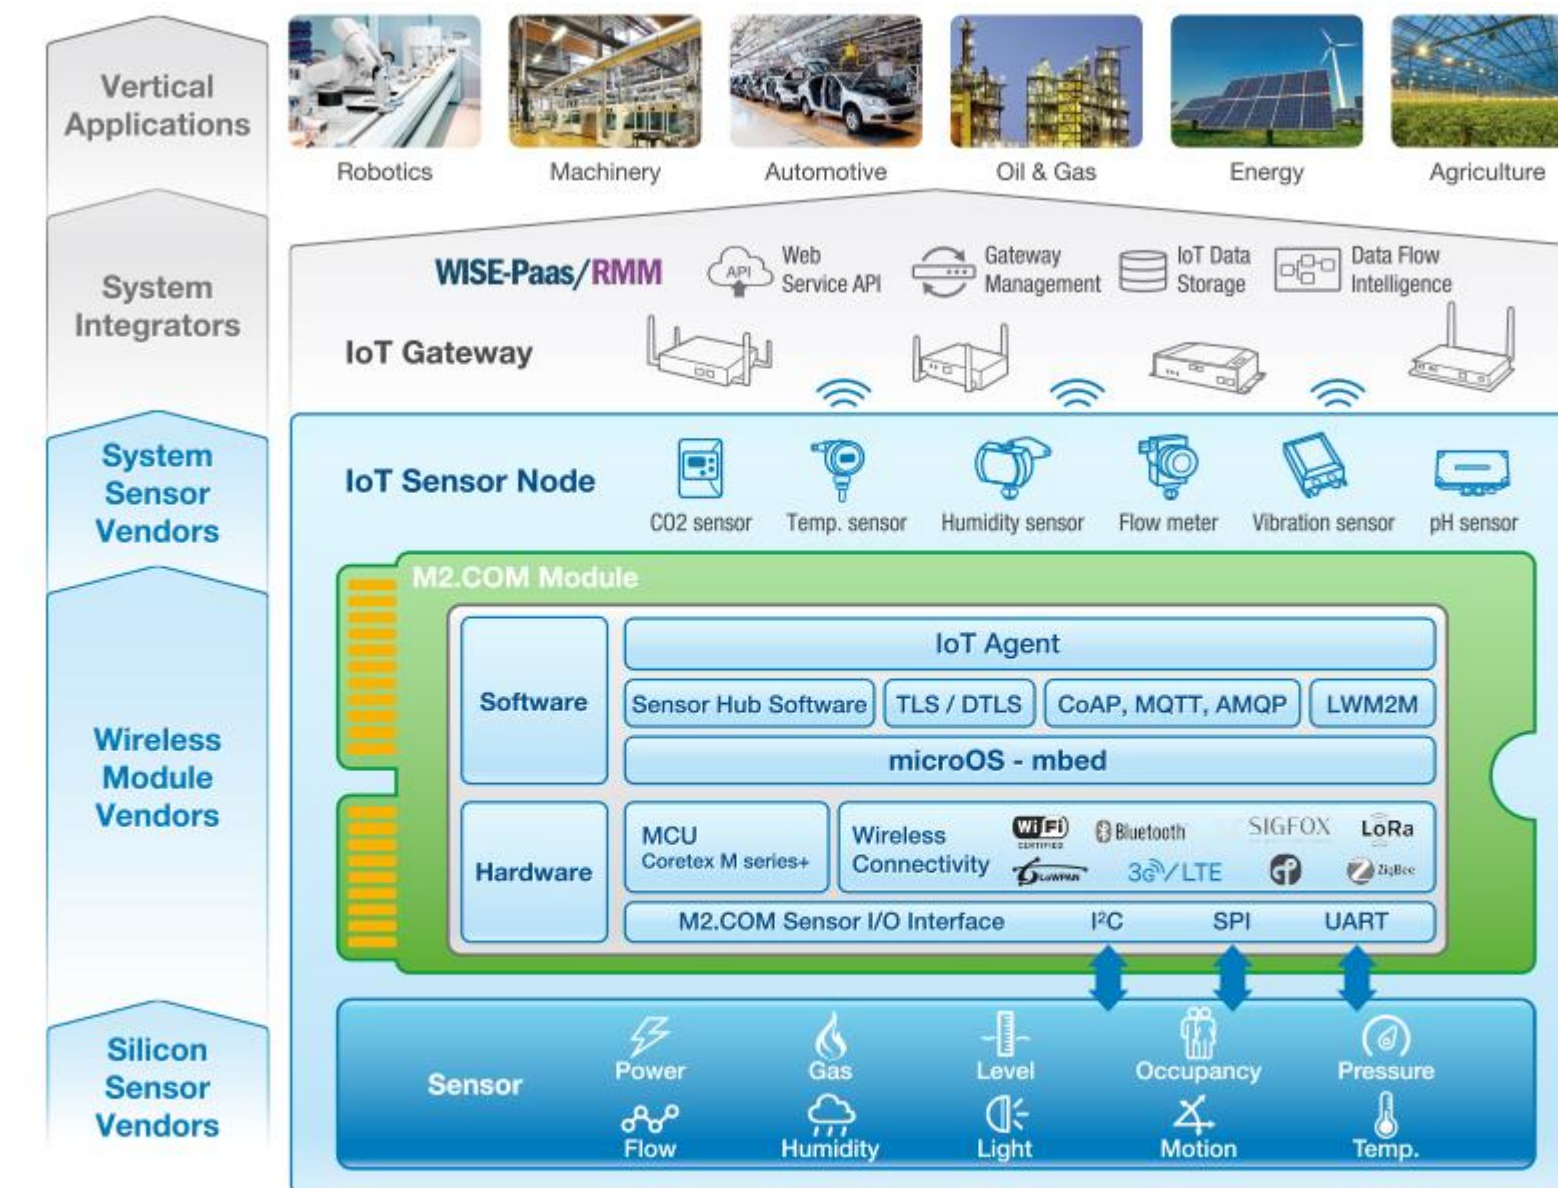 Vertical
Applications
Robotics
Machinery
Automotive
Oil & Gas
Energy
Agriculture
System
Integrators
WISE-Paas/RMM
API
Web
Service API
Gateway
Management
IoT Data
Storage
Data Flow
Intelligence
IoT Gateway
System
Sensor
Vendors
IoT Sensor Node
CO2 sensor
Temp. sensor
Humidity sensor
Flow meter
Vibration sensor
pH sensor
Wireless
Module
Vendors
M2.COM Module
Software
IoT Agent
Sensor Hub Software
TLS / DTLS
CoAP, MQTT, AMQP
LWM2M
microOS - mbed
Hardware
MCU
Coretex M series+
Wireless
Connectivity
Wi Fi
CERTIFIED
Bluetooth
SIGFOX
LoRa
6LoWPAN
3G/LTE
ZigBee
M2.COM Sensor I/O Interface
I²C
SPI
UART
Silicon
Sensor
Vendors
Sensor
Power
Gas
Level
Occupancy
Pressure
Flow
Humidity
Light
Motion
Temp.